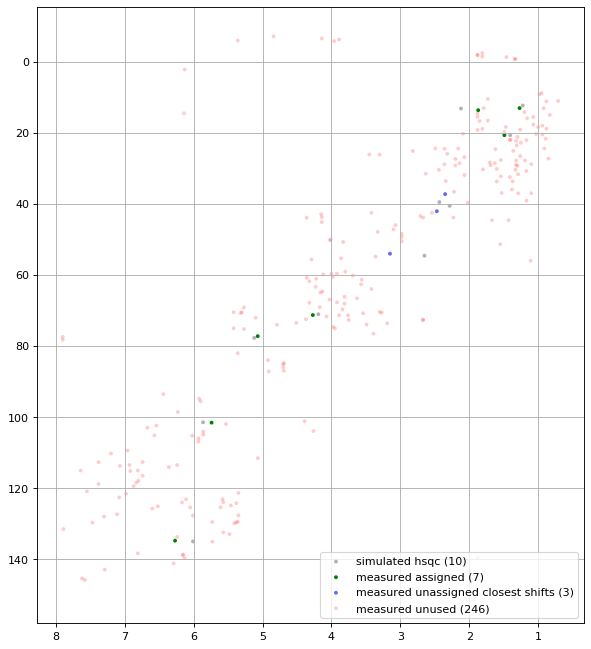 0
20
40
60
80
100
120
140
simulated hsqc (10)
measured assigned (7)
measured unassigned closest shifts (3)
measured unused (246)
8 7 6 5 4 3 2 1